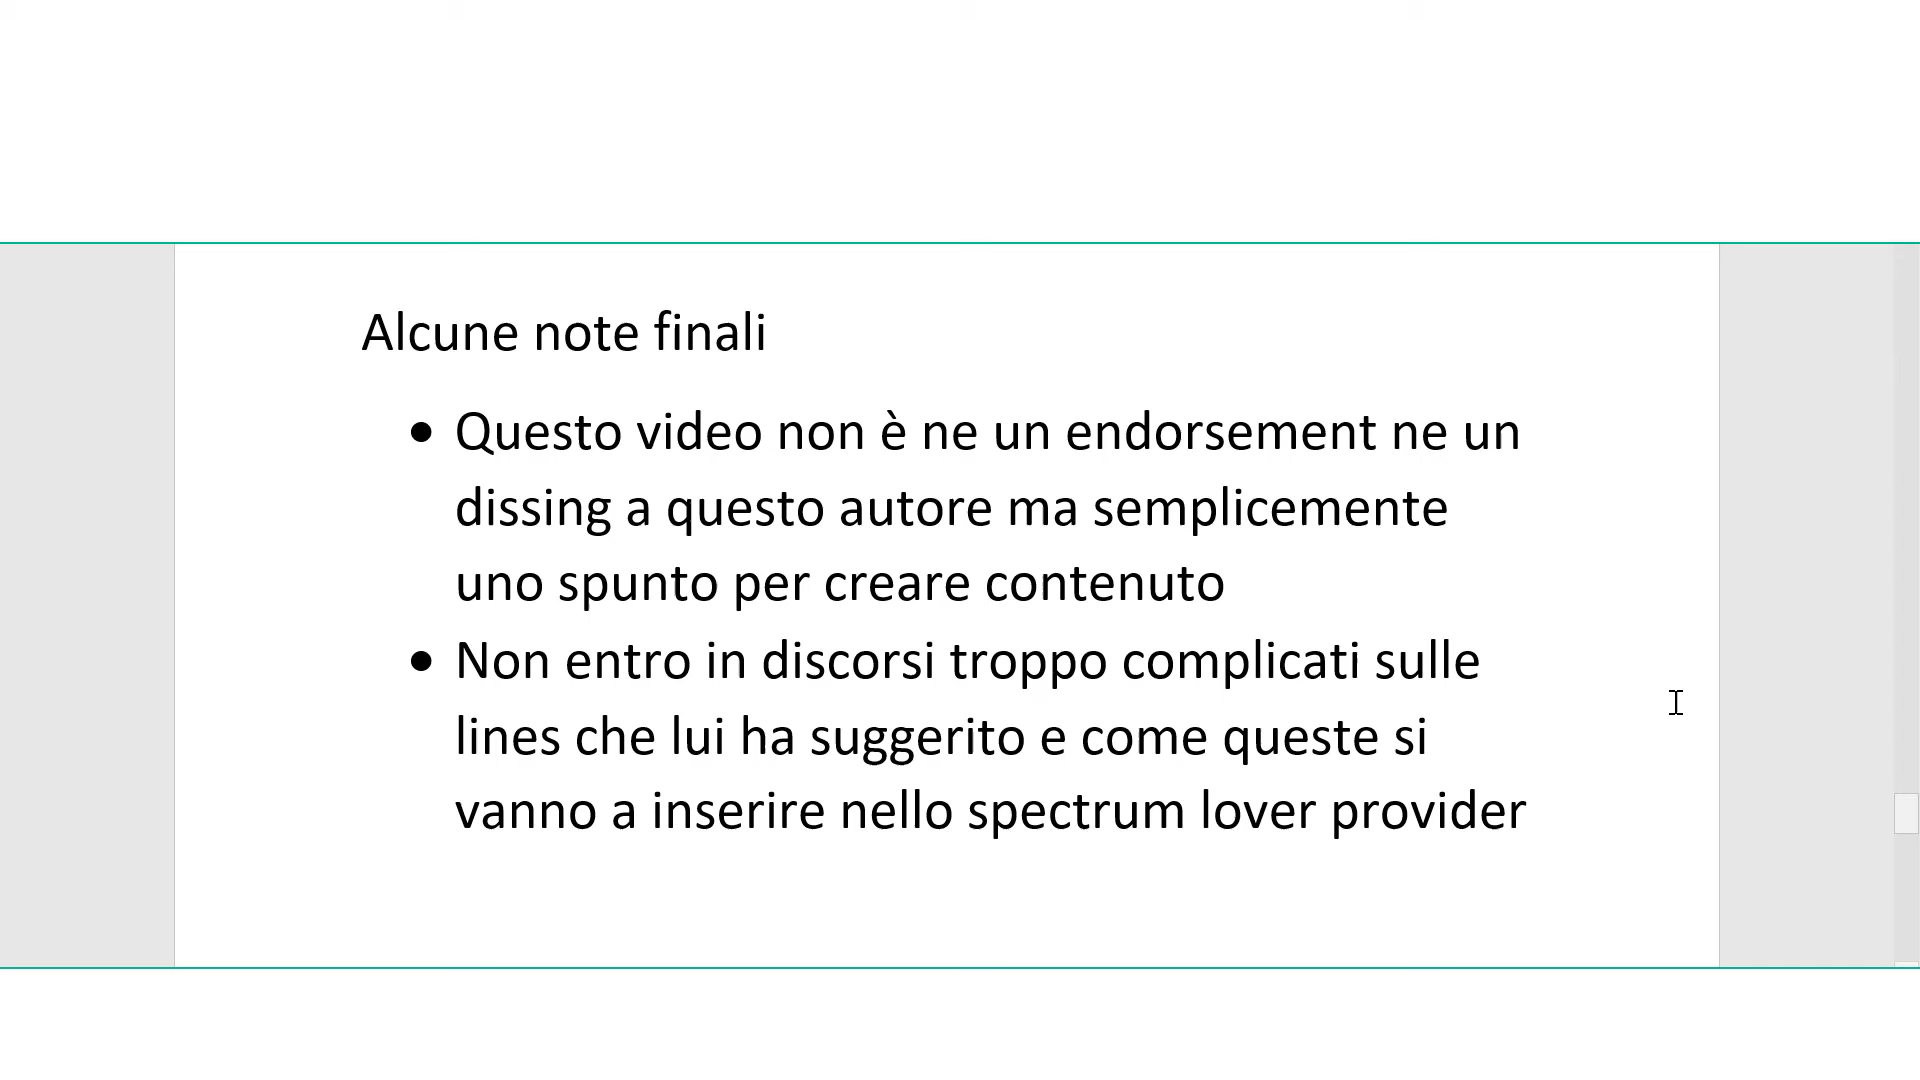 Alcune note finali
• Questo video non è ne un endorsement ne un
dissing a questo autore ma semplicemente
uno spunto per creare contenuto
• Non entro in discorsi troppo complicati sulle
lines che lui ha suggerito e come queste si
vanno a inserire nello spectrum lover provider